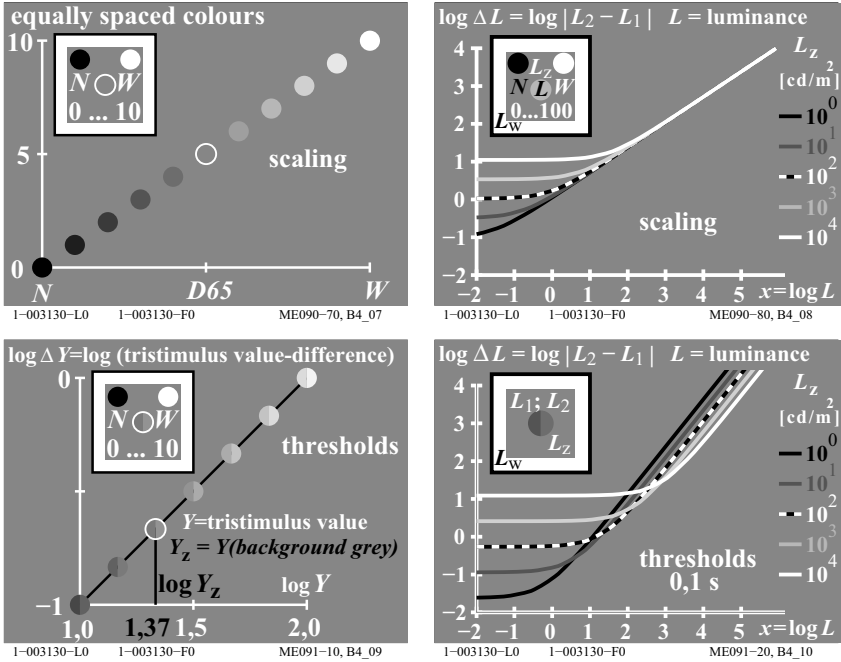 equally spaced colours
10
N W
0 ... 10
5
scaling
0
N D65 W
1−003130−L0 1−003130−F0 ME090−70, B4_07
log ΔL = log |L2 − L1| L = luminance
4
3
2
1
0
−1
−2
Lz
N L W
0...100
Lw
Lz
[cd/m2]
10^0
10^1
10^2
10^3
10^4
scaling
−2 −1 0 1 2 3 4 5 x = log L
1−003130−L0 1−003130−F0 ME090−80, B4_08
log ΔY=log (tristimulus value-difference)
0
N W
0 ... 10
thresholds
Y=tristimulus value
Yz = Y(background grey)
log Yz log Y
−1
1,0 1,37 1,5 2,0
1−003130−L0 1−003130−F0 ME091−10, B4_09
log ΔL = log |L2 − L1| L = luminance
4
3
2
1
0
−1
−2
L1; L2
Lz
Lw
Lz
[cd/m2]
10^0
10^1
10^2
10^3
10^4
thresholds
0,1 s
−2 −1 0 1 2 3 4 5 x = log L
1−003130−L0 1−003130−F0 ME091−20, B4_10